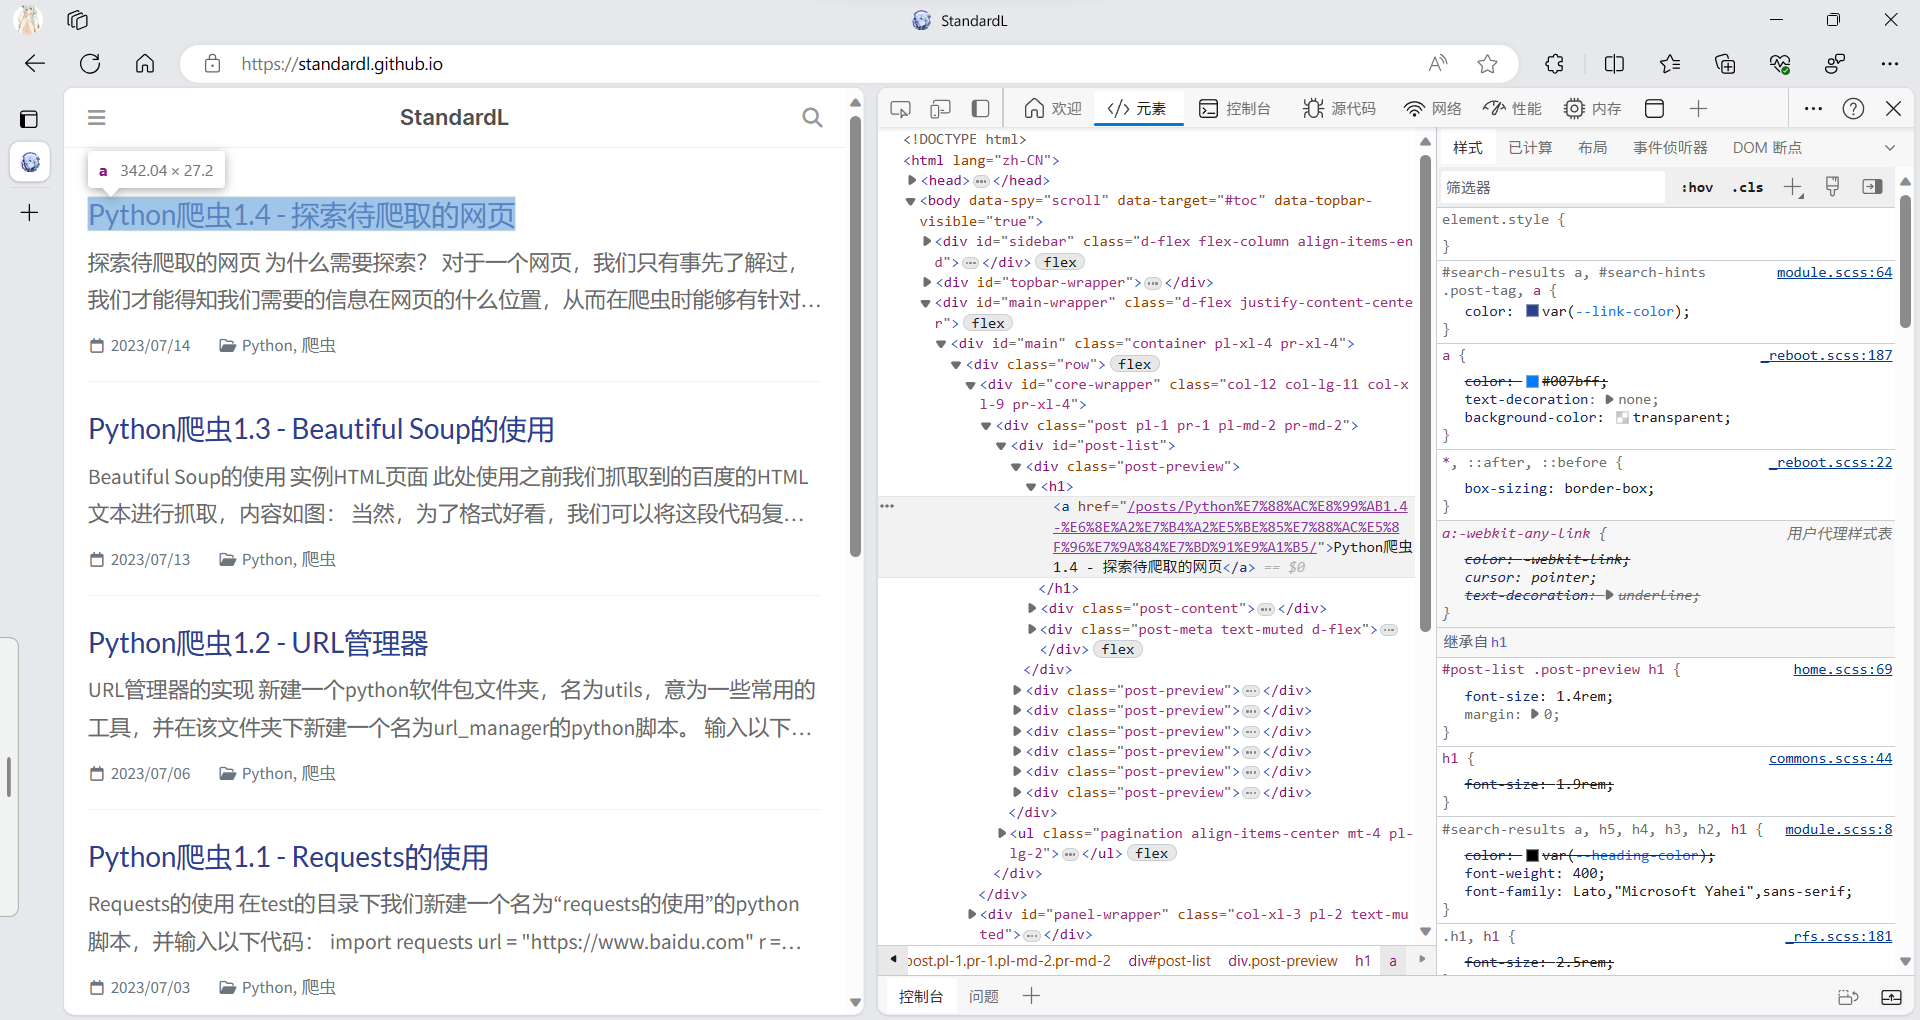 StandardL
https://standardl.github.io
StandardL
a 342.04 × 27.2
Python爬虫1.4 - 探索待爬取的网页
探索待爬取的网页 为什么需要探索？ 对于一个网页，我们只有事先了解过，
我们才能得知我们需要的信息在网页的什么位置，从而在爬虫时能够有针对…
2023/07/14 Python, 爬虫
Python爬虫1.3 - Beautiful Soup的使用
Beautiful Soup的使用 实例HTML页面 此处使用之前我们抓取到的百度的HTML
文本进行抓取，内容如图： 当然，为了格式好看，我们可以将这段代码复…
2023/07/13 Python, 爬虫
Python爬虫1.2 - URL管理器
URL管理器的实现 新建一个python软件包文件夹，名为utils，意为一些常用的
工具，并在该文件夹下新建一个名为url_manager的python脚本。 输入以下…
2023/07/06 Python, 爬虫
Python爬虫1.1 - Requests的使用
Requests的使用 在test的目录下我们新建一个名为“requests的使用”的python
脚本，并输入以下代码： import requests url = "https://www.baidu.com" r =…
2023/07/03 Python, 爬虫
欢迎 元素 控制台 源代码 网络 性能 内存
<!DOCTYPE html>
<html lang="zh-CN">
<head> … </head>
<body data-spy="scroll" data-target="#toc" data-topbar-
visible="true">
<div id="sidebar" class="d-flex flex-column align-items-en
d"> … </div> flex
<div id="topbar-wrapper"> … </div>
<div id="main-wrapper" class="d-flex justify-content-cente
r"> flex
<div id="main" class="container pl-xl-4 pr-xl-4">
<div class="row"> flex
<div id="core-wrapper" class="col-12 col-lg-11 col-x
l-9 pr-xl-4">
<div class="post pl-1 pr-1 pl-md-2 pr-md-2">
<div id="post-list">
<div class="post-preview">
<h1>
<a href="/posts/Python%E7%88%AC%E8%99%AB1.4
-%E6%8E%A2%E7%B4%A2%E5%BE%85%E7%88%AC%E5%8
F%96%E7%9A%84%E7%BD%91%E9%A1%B5/">Python爬虫
1.4 - 探索待爬取的网页</a> == $0
</h1>
<div class="post-content"> … </div>
<div class="post-meta text-muted d-flex"> …
</div> flex
</div>
<div class="post-preview"> … </div>
<div class="post-preview"> … </div>
<div class="post-preview"> … </div>
<div class="post-preview"> … </div>
<div class="post-preview"> … </div>
<div class="post-preview"> … </div>
</div>
<ul class="pagination align-items-center mt-4 pl-
lg-2"> … </ul> flex
</div>
</div>
<div id="panel-wrapper" class="col-xl-3 pl-2 text-mu
ted"> … </div>
post.pl-1.pr-1.pl-md-2.pr-md-2 div#post-list div.post-preview h1 a
控制台 问题
样式 已计算 布局 事件侦听器 DOM 断点
筛选器 :hov .cls
element.style {
}
#search-results a, #search-hints module.scss:64
.post-tag, a {
color: var(--link-color);
}
a { _reboot.scss:187
color: #007bff;
text-decoration: none;
background-color: transparent;
}
*, ::after, ::before { _reboot.scss:22
box-sizing: border-box;
}
a:-webkit-any-link { 用户代理样式表
color: -webkit-link;
cursor: pointer;
text-decoration: underline;
}
继承自 h1
#post-list .post-preview h1 { home.scss:69
font-size: 1.4rem;
margin: 0;
}
h1 { commons.scss:44
font-size: 1.9rem;
}
#search-results a, h5, h4, h3, h2, h1 { module.scss:8
color: var(--heading-color);
font-weight: 400;
font-family: Lato,"Microsoft Yahei",sans-serif;
}
.h1, h1 { _rfs.scss:181
font-size: 2.5rem;